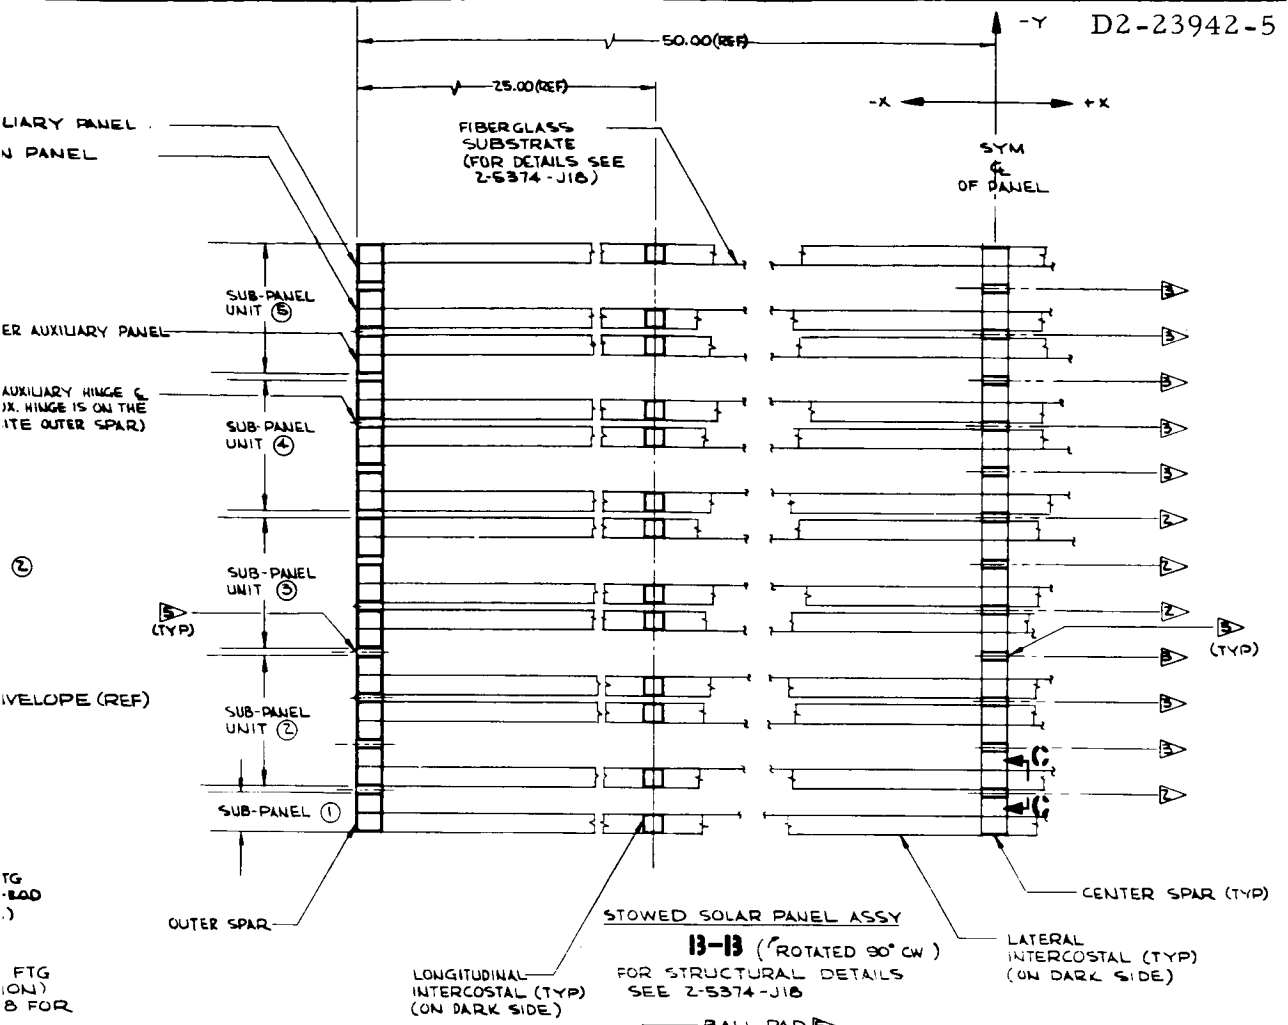 -Y D2-23942-5
50.00(REF)
25.00(REF)
-X +X
LIARY PANEL
N PANEL
FIBERGLASS
SUBSTRATE
(FOR DETAILS SEE
2-5374-J18)
SYM
℄
OF PANEL
SUB-PANEL
UNIT ⑤
ER AUXILIARY PANEL
AUXILIARY HINGE ℄
UX. HINGE IS ON THE
ITE OUTER SPAR)
SUB-PANEL
UNIT ④
②
SUB-PANEL
UNIT ③
5
(TYP)
NVELOPE (REF)
SUB-PANEL
UNIT ②
SUB-PANEL ①
3
3
3
3
3
2
2
2
3
3
3
2
5
(TYP)
C
C
TG
-ROD
.)
OUTER SPAR
CENTER SPAR (TYP)
STOWED SOLAR PANEL ASSY
B-B (ROTATED 90° CW)
FOR STRUCTURAL DETAILS
SEE 2-5374-J18
LATERAL
INTERCOSTAL (TYP)
(ON DARK SIDE)
LONGITUDINAL
INTERCOSTAL (TYP)
(ON DARK SIDE)
FTG
ION)
8 FOR
BALL PAD